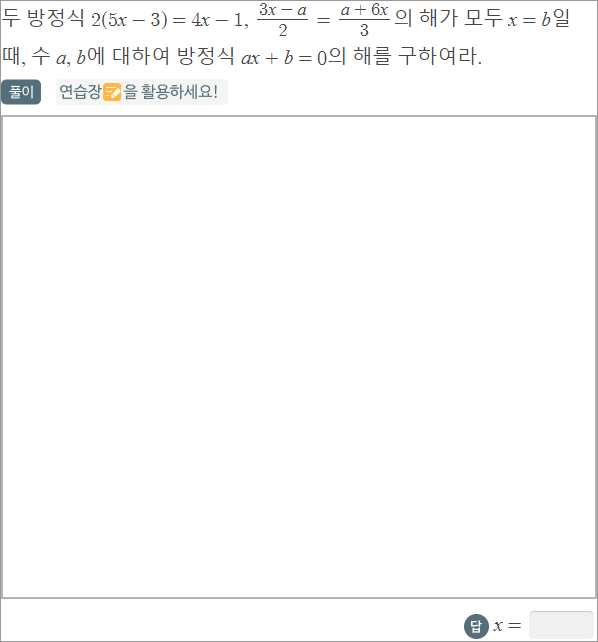 두 방정식 2(5x − 3) = 4x − 1, (3x − a)/2 = (a + 6x)/3 의 해가 모두 x = b일
때, 수 a, b에 대하여 방정식 ax + b = 0의 해를 구하여라.
풀이 연습장을 활용하세요!
답 x =